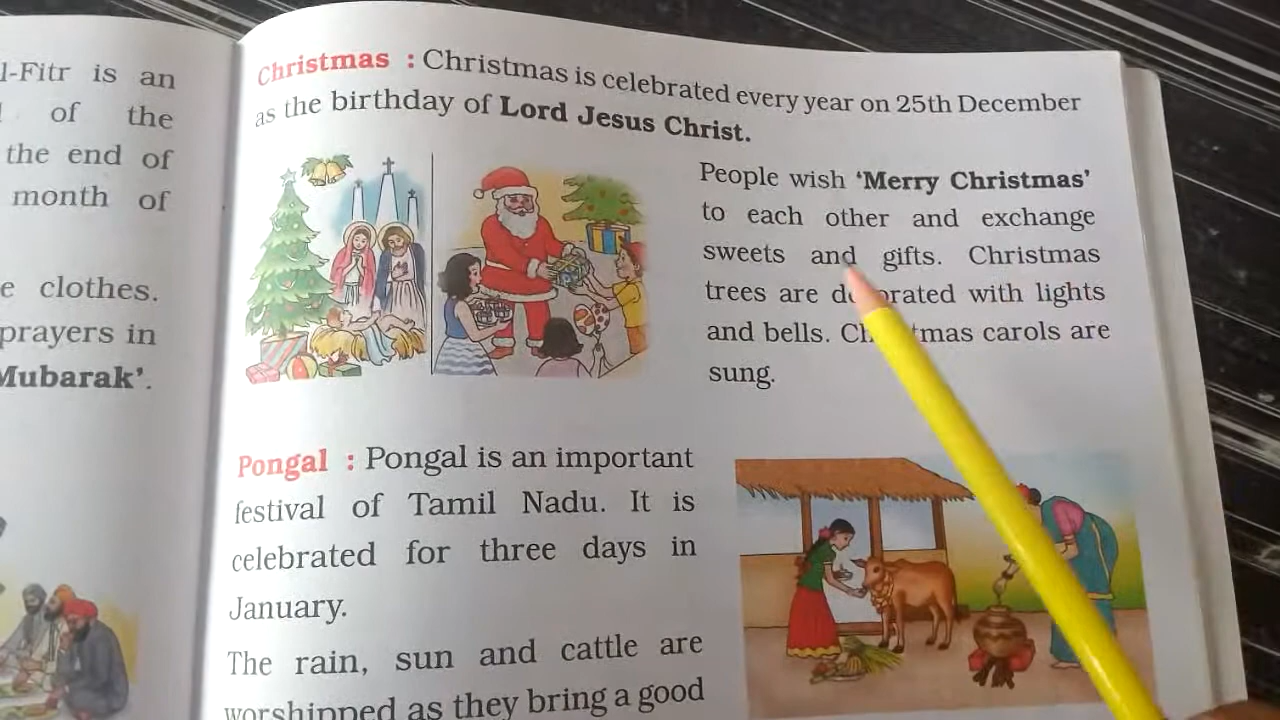 l-Fitr is an
of the
the end of
month of
e clothes.
prayers in
Mubarak’.
Christmas : Christmas is celebrated every year on 25th December
as the birthday of Lord Jesus Christ.
People wish ‘Merry Christmas’
to each other and exchange
sweets and gifts. Christmas
trees are decorated with lights
and bells. Christmas carols are
sung.
Pongal : Pongal is an important
festival of Tamil Nadu. It is
celebrated for three days in
January.
The rain, sun and cattle are
worshipped as they bring a good